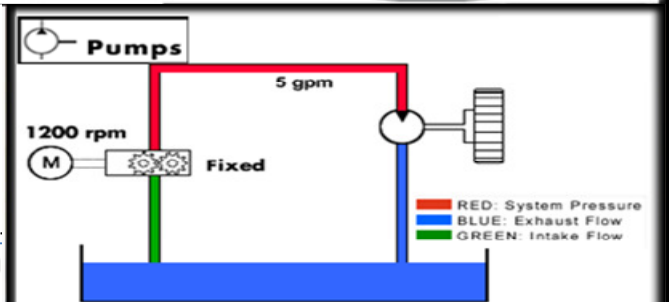 Pumps
5 gpm
1200 rpm
M
Fixed
RED: System Pressure
BLUE: Exhaust Flow
GREEN: Intake Flow